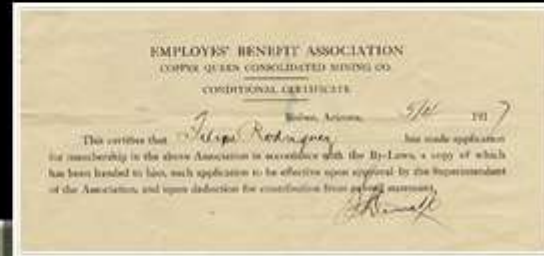 EMPLOYES' BENEFIT ASSOCIATION
COPPER QUEEN CONSOLIDATED MINING CO.
CONDITIONAL CERTIFICATE
Bisbee, Arizona, 5/4/ 1917
This certifies that Felipe Rodriguez has made application
for membership in the above Association in accordance with the By-Laws, a copy of which
has been handed to him, such application to be effective upon approval by the Superintendent
of the Association, and upon deduction for contribution from payroll statement.